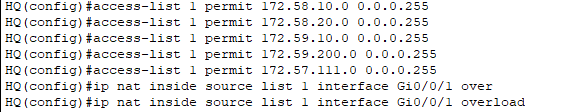 HQ(config)#access-list 1 permit 172.58.10.0 0.0.0.255
HQ(config)#access-list 1 permit 172.58.20.0 0.0.0.255
HQ(config)#access-list 1 permit 172.59.10.0 0.0.0.255
HQ(config)#access-list 1 permit 172.59.200.0 0.0.0.255
HQ(config)#access-list 1 permit 172.57.111.0 0.0.0.255
HQ(config)#ip nat inside source list 1 interface Gi0/0/1 over
HQ(config)#ip nat inside source list 1 interface Gi0/0/1 overload